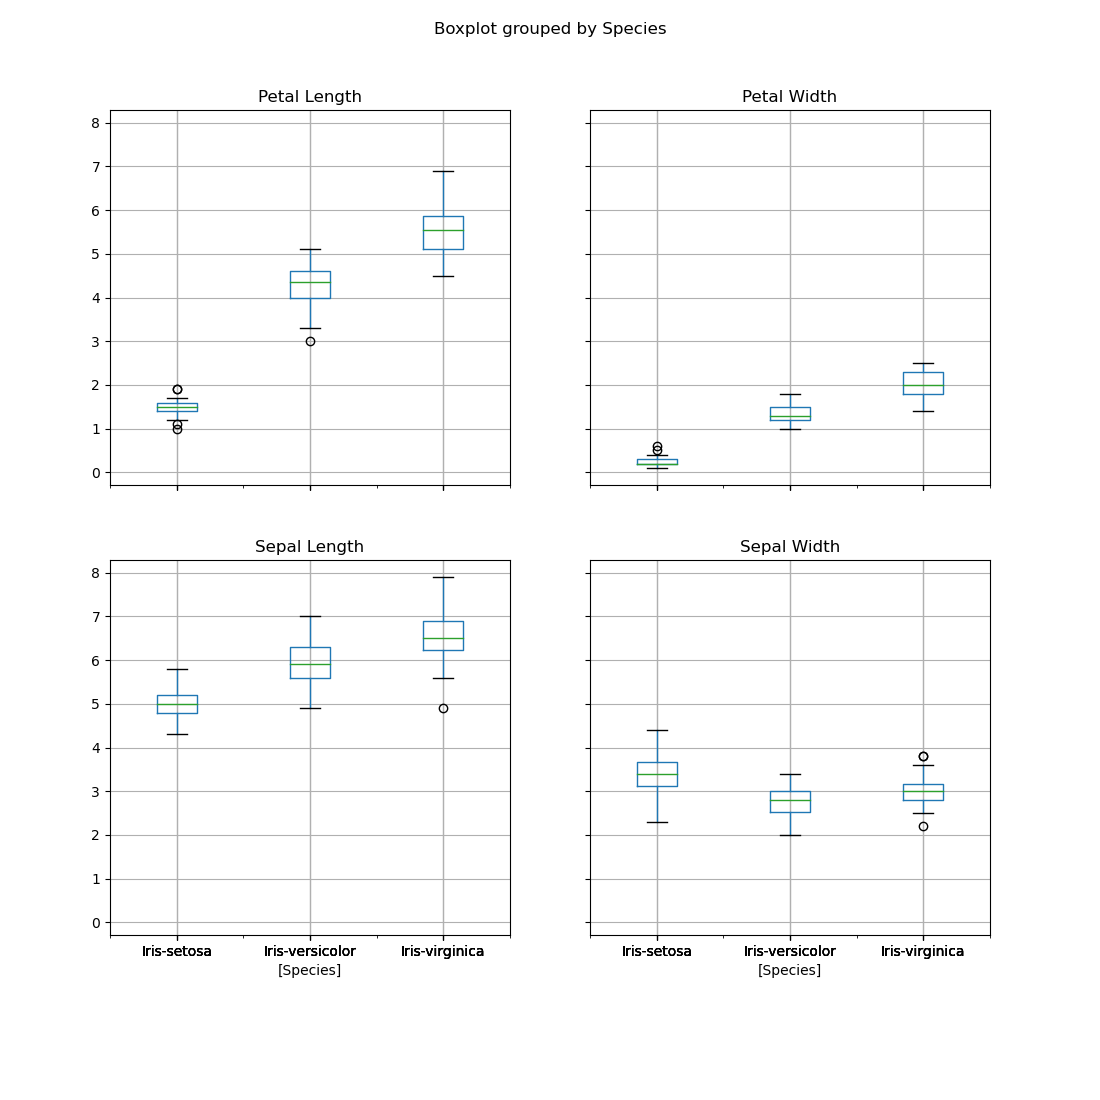 Boxplot grouped by Species
Petal Length
8
7
6
5
4
3
2
1
0
Petal Width
Sepal Length
8
7
6
5
4
3
2
1
0
Iris-setosa Iris-versicolor Iris-virginica
[Species]
Sepal Width
Iris-setosa Iris-versicolor Iris-virginica
[Species]